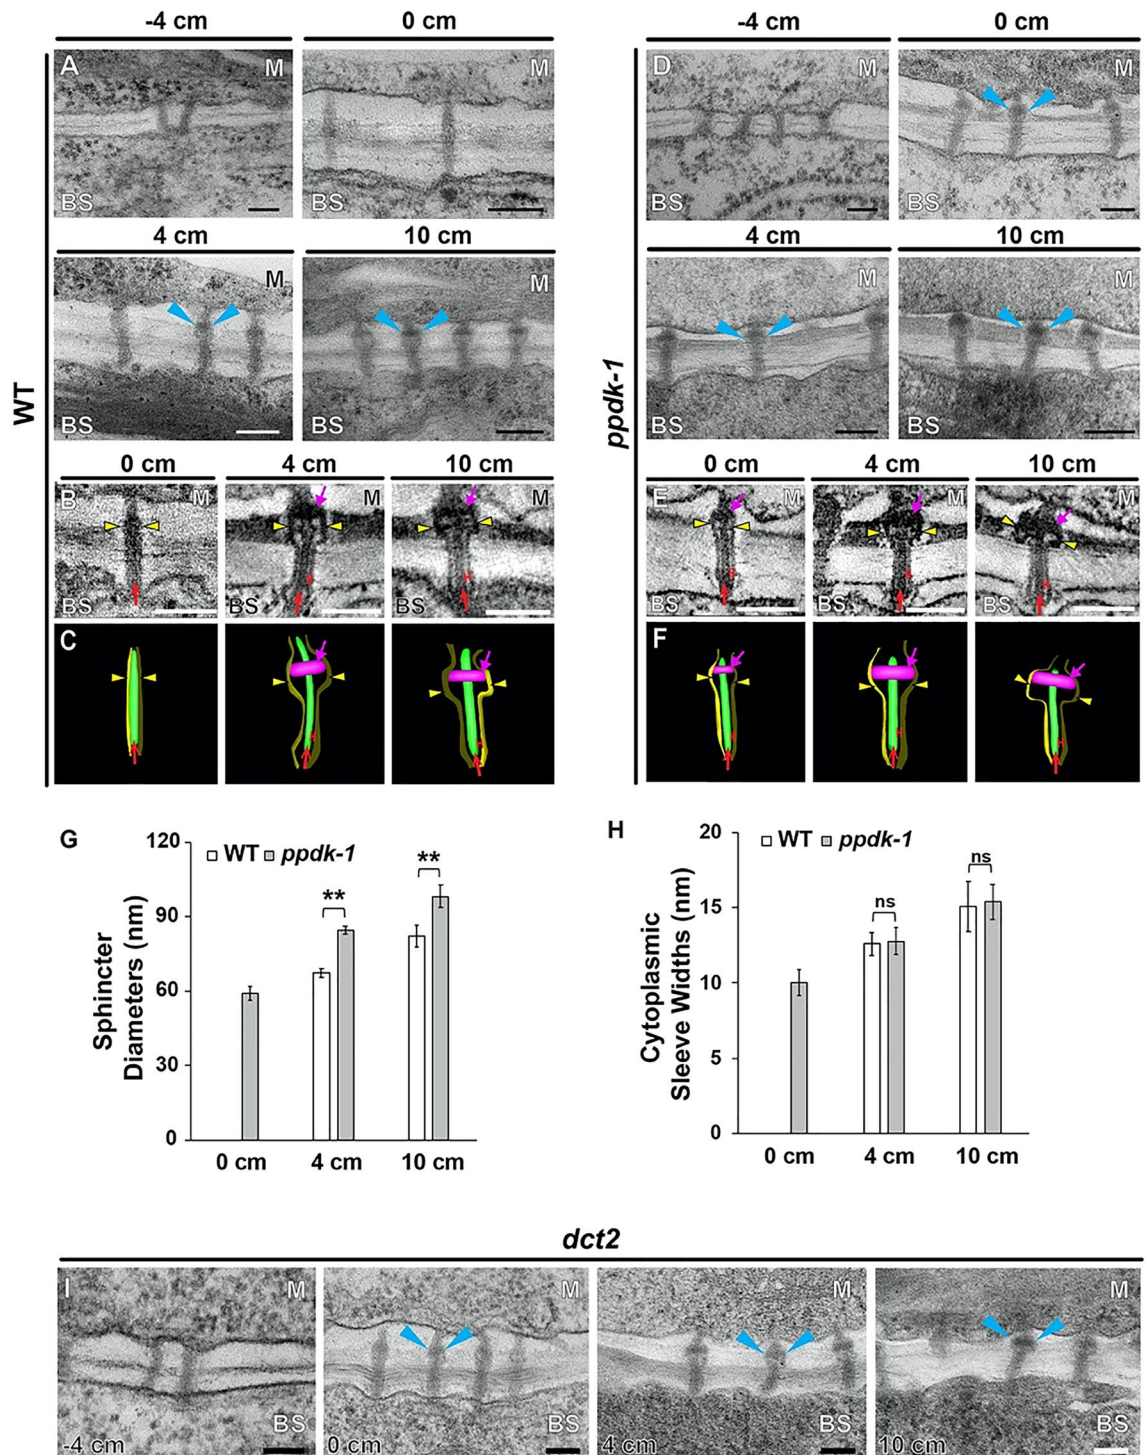 -4 cm 0 cm -4 cm 0 cm
A M M D M M
BS BS BS BS
4 cm 10 cm 4 cm 10 cm
M M M M
BS BS BS BS
WT
ppdk-1
0 cm 4 cm 10 cm 0 cm 4 cm 10 cm
B M M M E M M M
BS BS BS BS BS BS
C F
G
120
90
60
30
0
Sphincter
Diameters (nm)
WT ppdk-1
**
**
0 cm 4 cm 10 cm
H
20
15
10
5
0
Cytoplasmic
Sleeve Widths (nm)
WT ppdk-1
ns
ns
0 cm 4 cm 10 cm
dct2
I M M M M
BS BS BS BS
-4 cm 0 cm 4 cm 10 cm